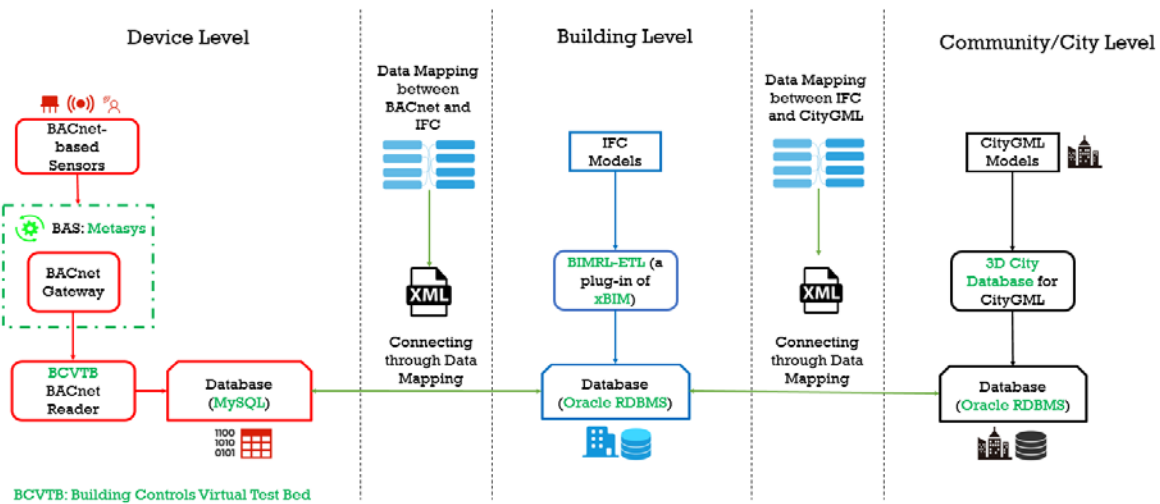 Device Level
BACnet-
based
Sensors
BAS: Metasys
BACnet
Gateway
BCVTB
BACnet
Reader
Database
(MySQL)
1100
1010
0101
BCVTB: Building Controls Virtual Test Bed
Data Mapping
between
BACnet and
IFC
XML
Connecting
through Data
Mapping
Building Level
IFC
Models
BIMRL-ETL (a
plug-in of
xBIM)
Database
(Oracle RDBMS)
Data Mapping
between IFC
and CityGML
XML
Connecting
through Data
Mapping
Community/City Level
CityGML
Models
3D City
Database for
CityGML
Database
(Oracle RDBMS)